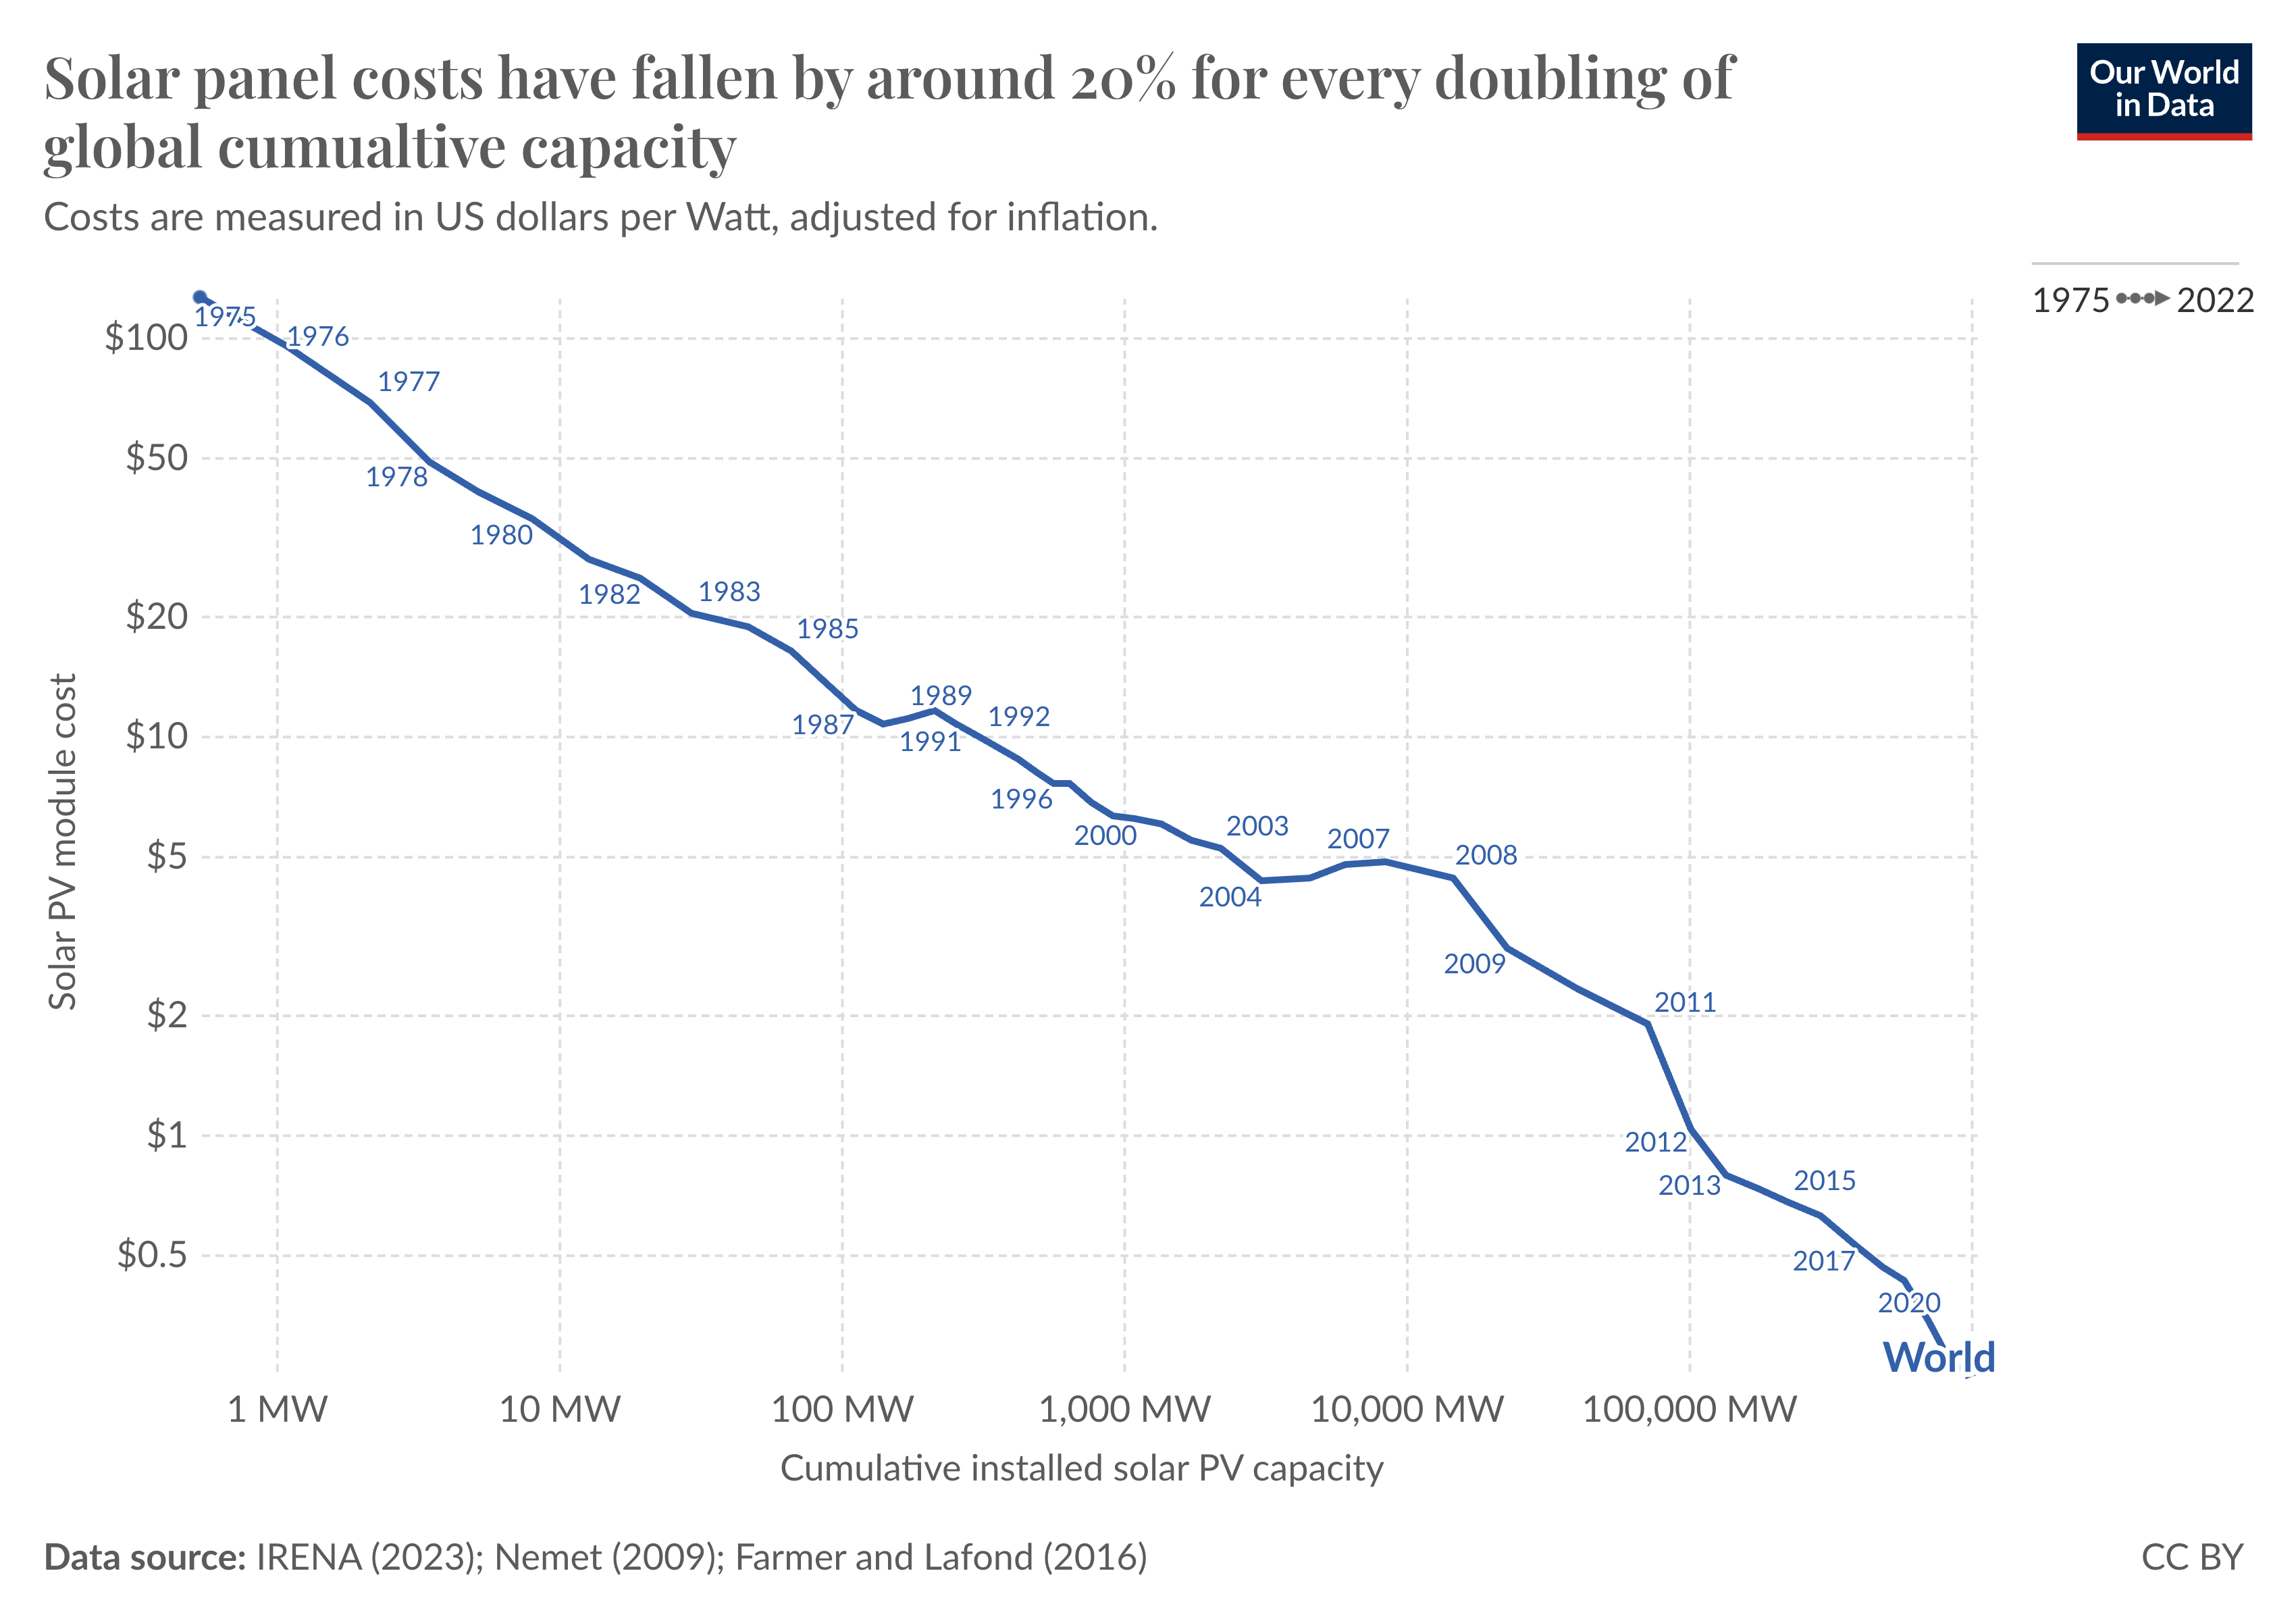 Solar panel costs have fallen by around 20% for every doubling of
global cumualtive capacity
Our World
in Data
Costs are measured in US dollars per Watt, adjusted for inflation.
1975
2022
Solar PV module cost
$100
$50
$20
$10
$5
$2
$1
$0.5
1975
1976
1977
1978
1980
1982
1983
1985
1987
1989
1991
1992
1996
2000
2003
2004
2007
2008
2009
2011
2012
2013
2015
2017
2020
World
1 MW
10 MW
100 MW
1,000 MW
10,000 MW
100,000 MW
Cumulative installed solar PV capacity
Data source: IRENA (2023); Nemet (2009); Farmer and Lafond (2016)
CC BY